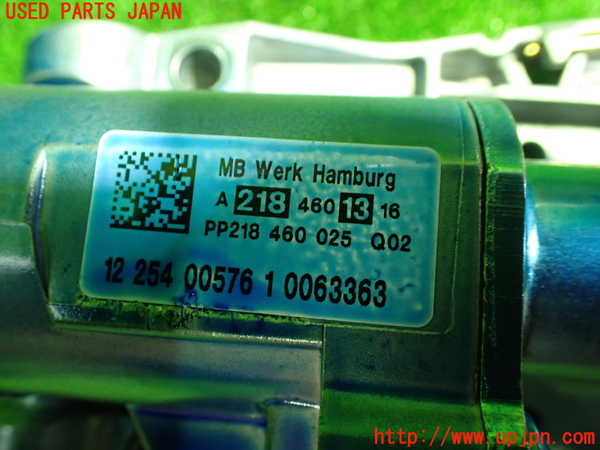 USED PARTS JAPAN
MB Werk Hamburg
A 218 460 13 16
PP218 460 025 Q02
12 254 00576 1 0063363
http://www.upjpn.com/